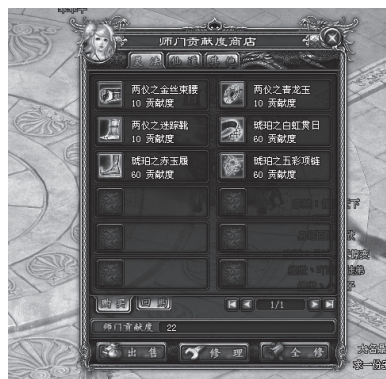 师门贡献度商店
两仪之金丝束腰
10 贡献度
两仪之青龙玉
10 贡献度
两仪之迷踪靴
10 贡献度
琥珀之白虹贯日
60 贡献度
琥珀之赤玉履
60 贡献度
琥珀之五彩项链
60 贡献度
购买 回购
1/1
师门贡献度 22
出售 修理 全修